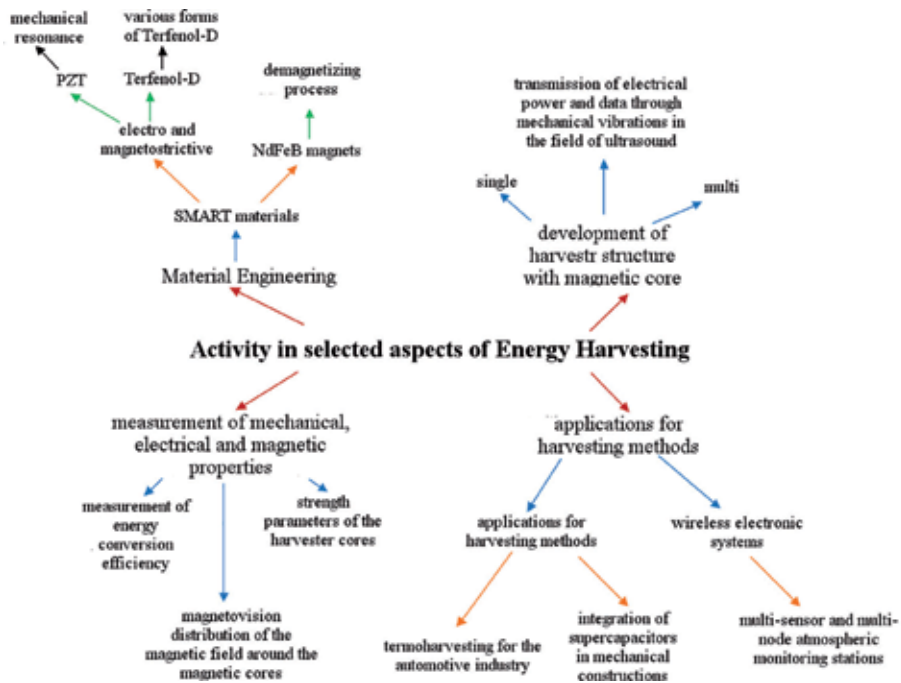 mechanical
resonance
various forms
of Terfenol-D
PZT
Terfenol-D
demagnetizing
process
electro and
magnetostrictive
NdFeB magnets
SMART materials
Material Engineering
transmission of electrical
power and data through
mechanical vibrations in
the field of ultrasound
single
multi
development of
harvestr structure
with magnetic core
Activity in selected aspects of Energy Harvesting
measurement of mechanical,
electrical and magnetic
properties
measurement of
energy
conversion
efficiency
strength
parameters of the
harvester cores
magnetovision
distribution of the
magnetic field around the
magnetic cores
applications for
harvesting methods
applications for
harvesting methods
wireless electronic
systems
termoharvesting for the
automotive industry
integration of
supercapacitors
in mechanical
constructions
multi-sensor and multi-
node atmospheric
monitoring stations